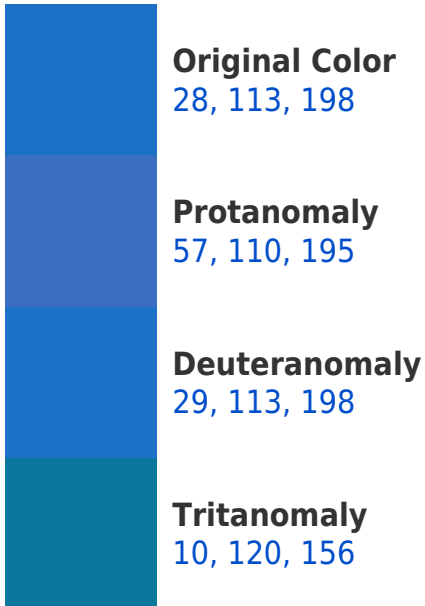 Original Color
28, 113, 198
Protanomaly
57, 110, 195
Deuteranomaly
29, 113, 198
Tritanomaly
10, 120, 156